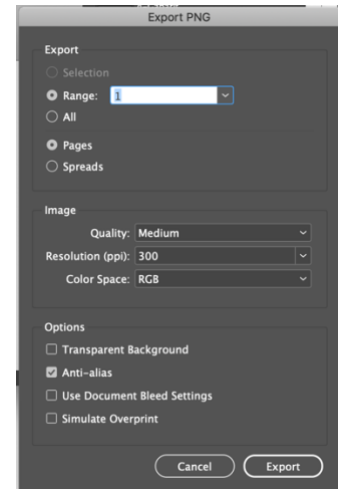 Export PNG
Export
Selection
Range: 1
All
Pages
Spreads
Image
Quality: Medium
Resolution (ppi): 300
Color Space: RGB
Options
Transparent Background
Anti-alias
Use Document Bleed Settings
Simulate Overprint
Cancel Export